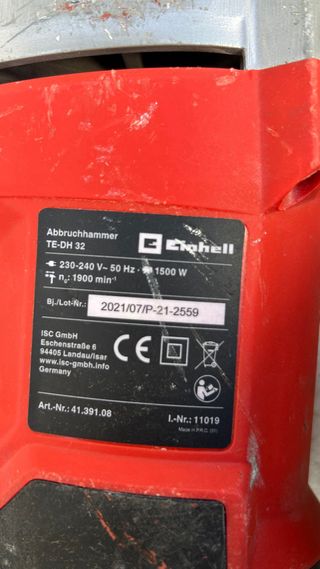 Abbruchhammer
TE-DH 32
Einhell
230-240 V~ 50 Hz · 1500 W
n₀: 1900 min⁻¹
Bj./Lot-Nr.: 2021/07/P-21-2559
ISC GmbH
Eschenstraße 6
94405 Landau/Isar
www.isc-gmbh.info
Germany
CE
Art.-Nr.: 41.391.08
I.-Nr.: 11019
Made in P.R.C.